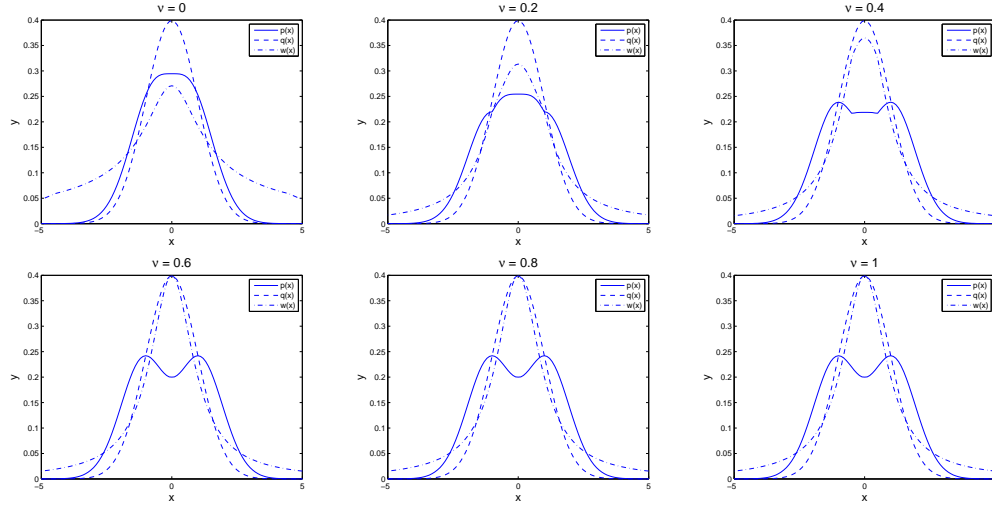 ν = 0
0.4
0.35
0.3
0.25
0.2
0.15
0.1
0.05
0
y
−5
0
5
x
p(x)
q(x)
w(x)
ν = 0.2
0.4
0.35
0.3
0.25
0.2
0.15
0.1
0.05
0
y
−5
0
5
x
p(x)
q(x)
w(x)
ν = 0.4
0.4
0.35
0.3
0.25
0.2
0.15
0.1
0.05
0
y
−5
0
x
p(x)
q(x)
w(x)
ν = 0.6
0.4
0.35
0.3
0.25
0.2
0.15
0.1
0.05
0
y
−5
0
5
x
p(x)
q(x)
w(x)
ν = 0.8
0.4
0.35
0.3
0.25
0.2
0.15
0.1
0.05
0
y
−5
0
5
x
p(x)
q(x)
w(x)
ν = 1
0.4
0.35
0.3
0.25
0.2
0.15
0.1
0.05
0
y
−5
0
x
p(x)
q(x)
w(x)